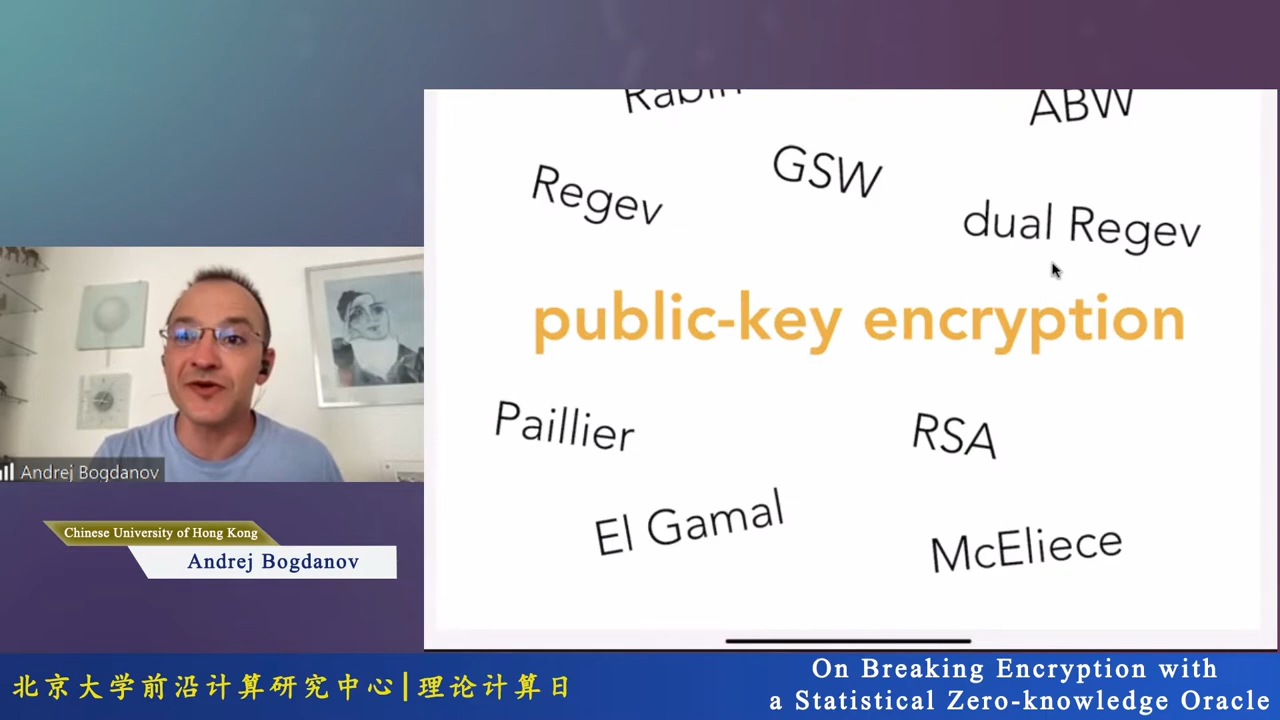 Rabin
ABW
GSW
Regev
dual Regev
public-key encryption
Paillier
RSA
El Gamal
McEliece
Andrej Bogdanov
Chinese University of Hong Kong
Andrej Bogdanov
北京大学前沿计算研究中心|理论计算日
On Breaking Encryption with
a Statistical Zero-knowledge Oracle